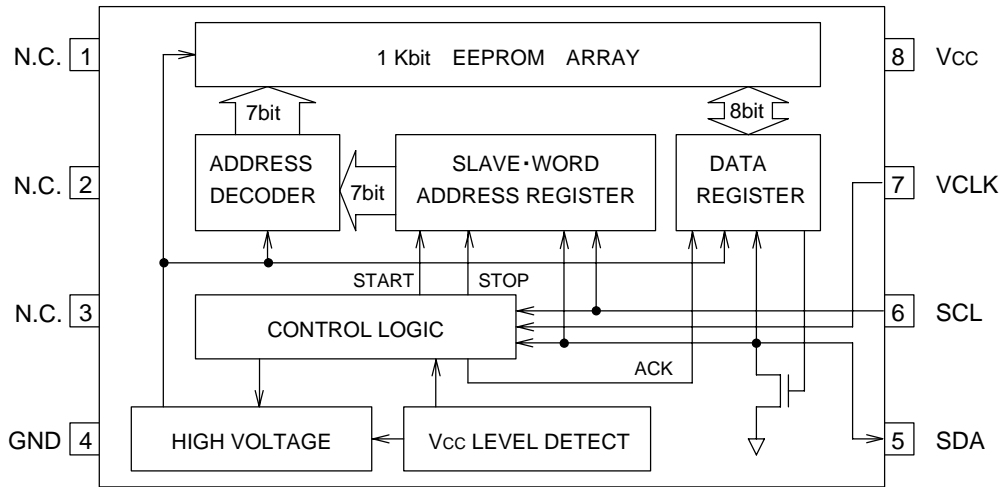 N.C. 1
1 Kbit EEPROM ARRAY
8 VCC
7bit
8bit
N.C. 2
ADDRESS
DECODER
7bit
SLAVE・WORD
ADDRESS REGISTER
DATA
REGISTER
7 VCLK
START
STOP
N.C. 3
CONTROL LOGIC
6 SCL
ACK
GND 4
HIGH VOLTAGE
VCC LEVEL DETECT
5 SDA